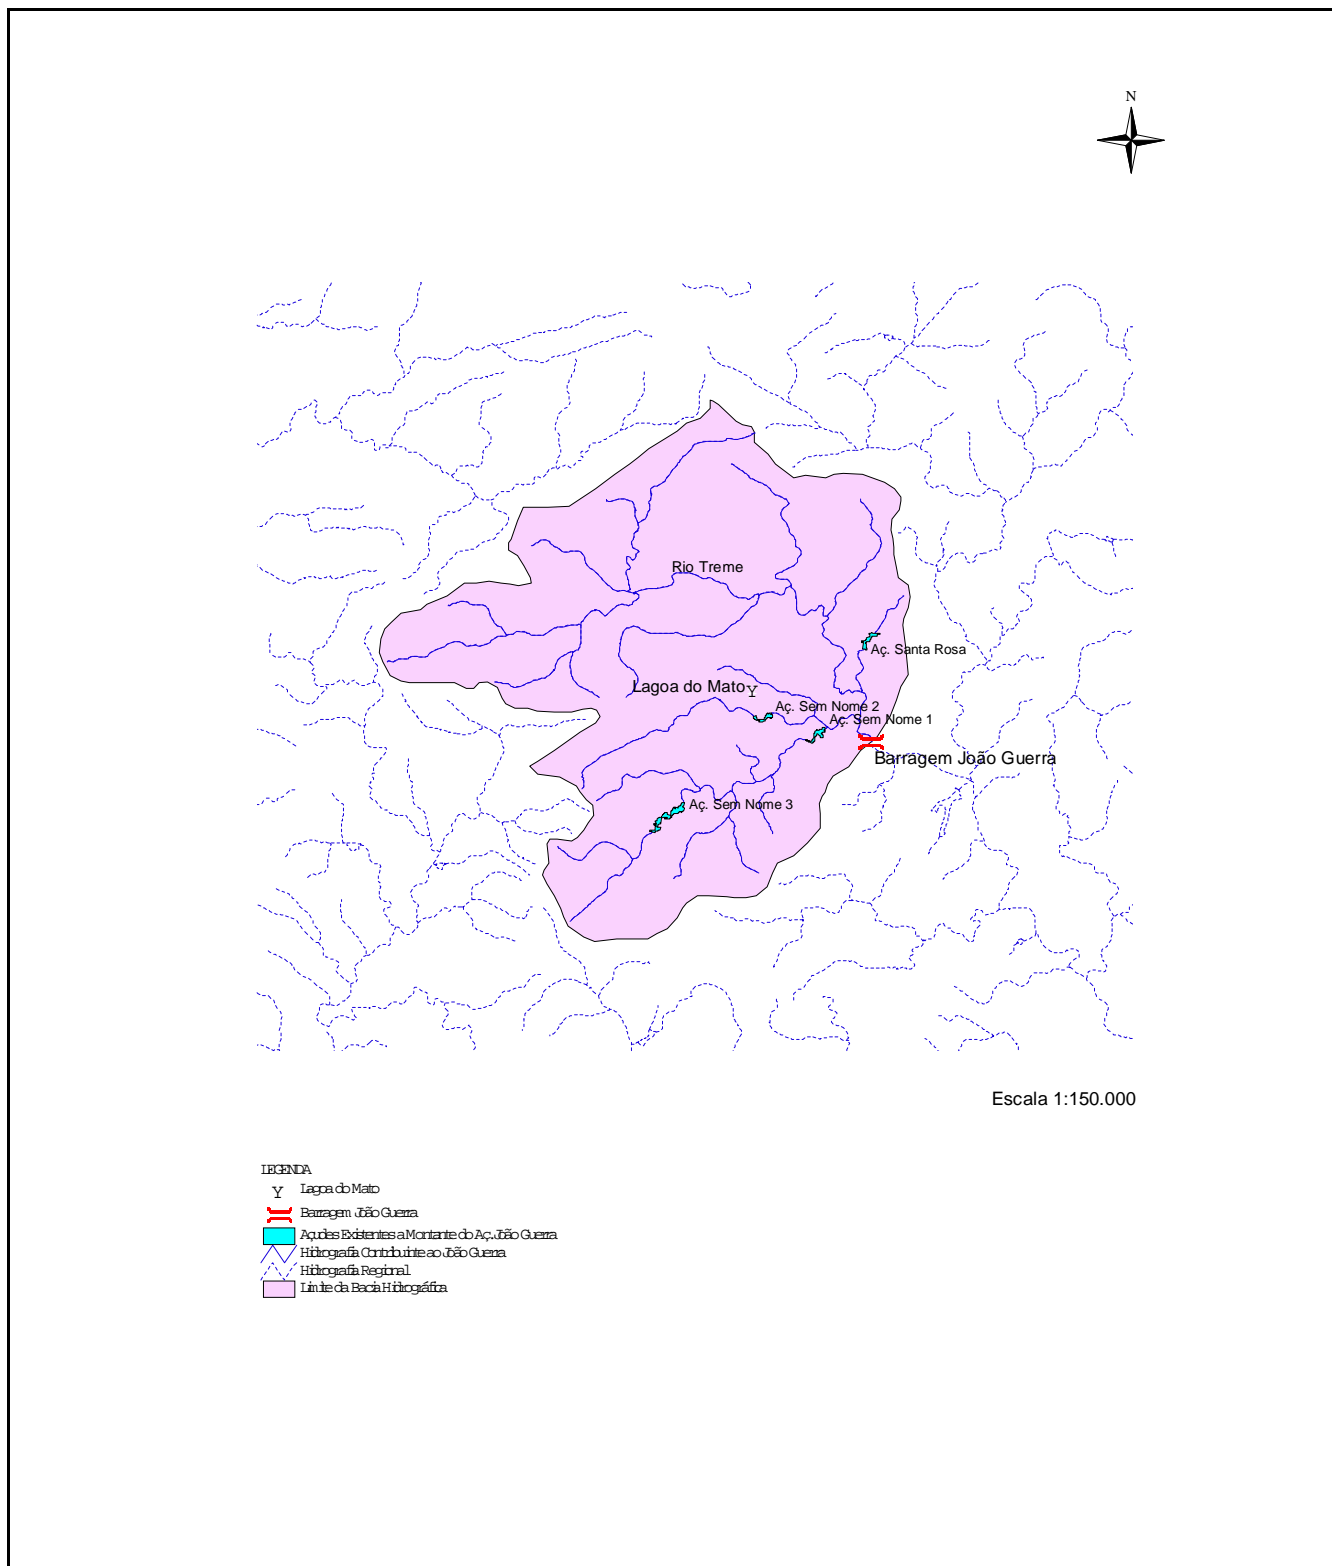 N
Rio Treme
Aç. Santa Rosa
Lagoa do Mato Y
Aç. Sem Nome 2
Aç. Sem Nome 1
Barragem João Guerra
Aç. Sem Nome 3
Escala 1:150.000
LEGENDA
Y Lagoa do Mato
Barragem João Guerra
Açudes Existentes a Montante do Aç. João Guerra
Hidrografia Contribuinte ao João Guerra
Hidrografia Regional
Limite da Bacia Hidrográfica